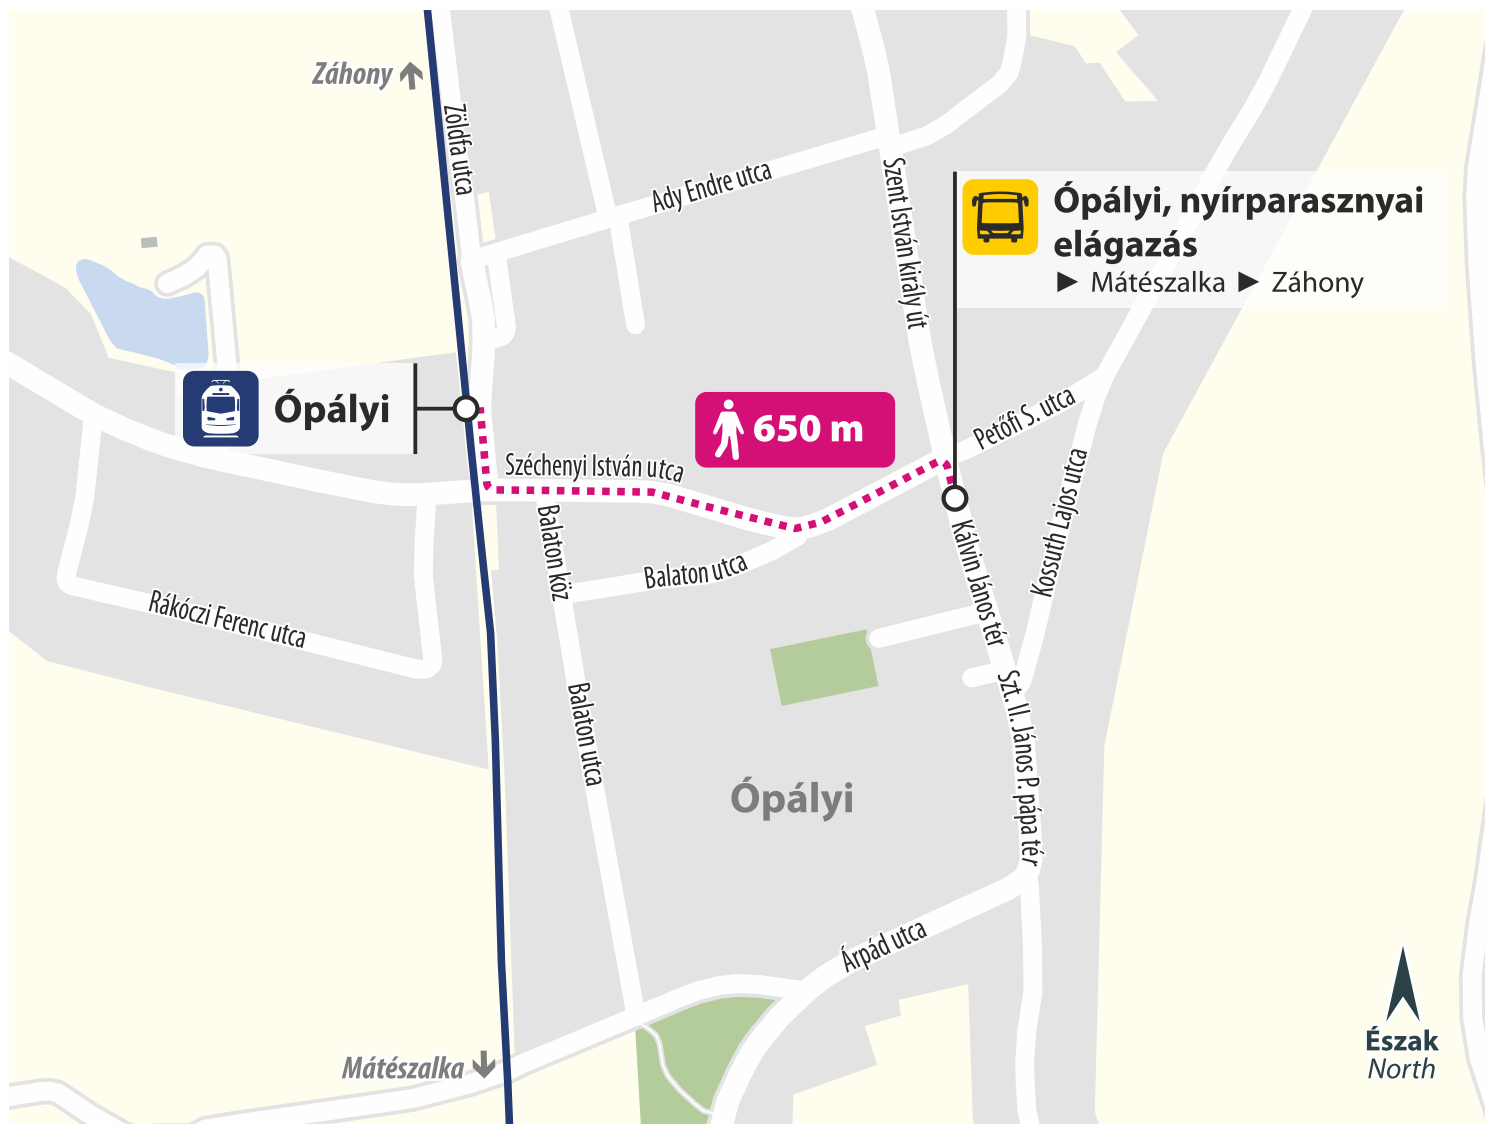 Záhony
Zöldfa utca
Ady Endre utca
Szent István király út
Ópályi, nyírparasznyai
elágazás
Mátészalka
Záhony
Ópályi
650 m
Petőfi S. utca
Széchenyi István utca
Kossuth Lajos utca
Balaton köz
Balaton utca
Kálvin János tér
Rákóczi Ferenc utca
Balaton utca
Szt. II. János P. pápa tér
Ópályi
Árpád utca
Mátészalka
Észak
North